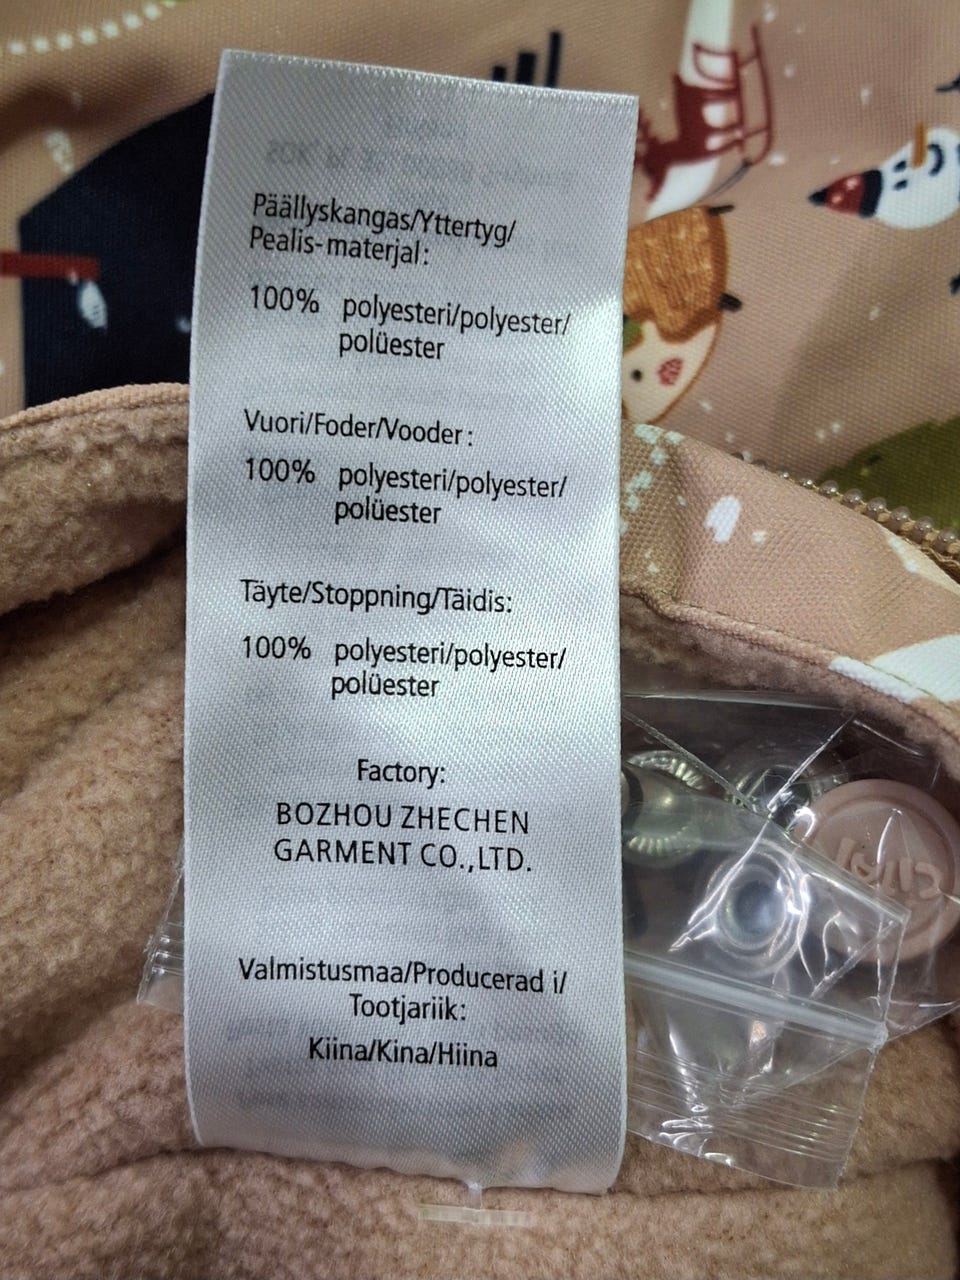 Päällyskangas/Yttertyg/
Pealis-materjal:
100% polyesteri/polyester/
polüester
Vuori/Foder/Vooder:
100% polyesteri/polyester/
polüester
Täyte/Stoppning/Täidis:
100% polyesteri/polyester/
polüester
Factory:
BOZHOU ZHECHEN
GARMENT CO.,LTD.
Valmistusmaa/Producerad i/
Tootjariik:
Kiina/Kina/Hiina